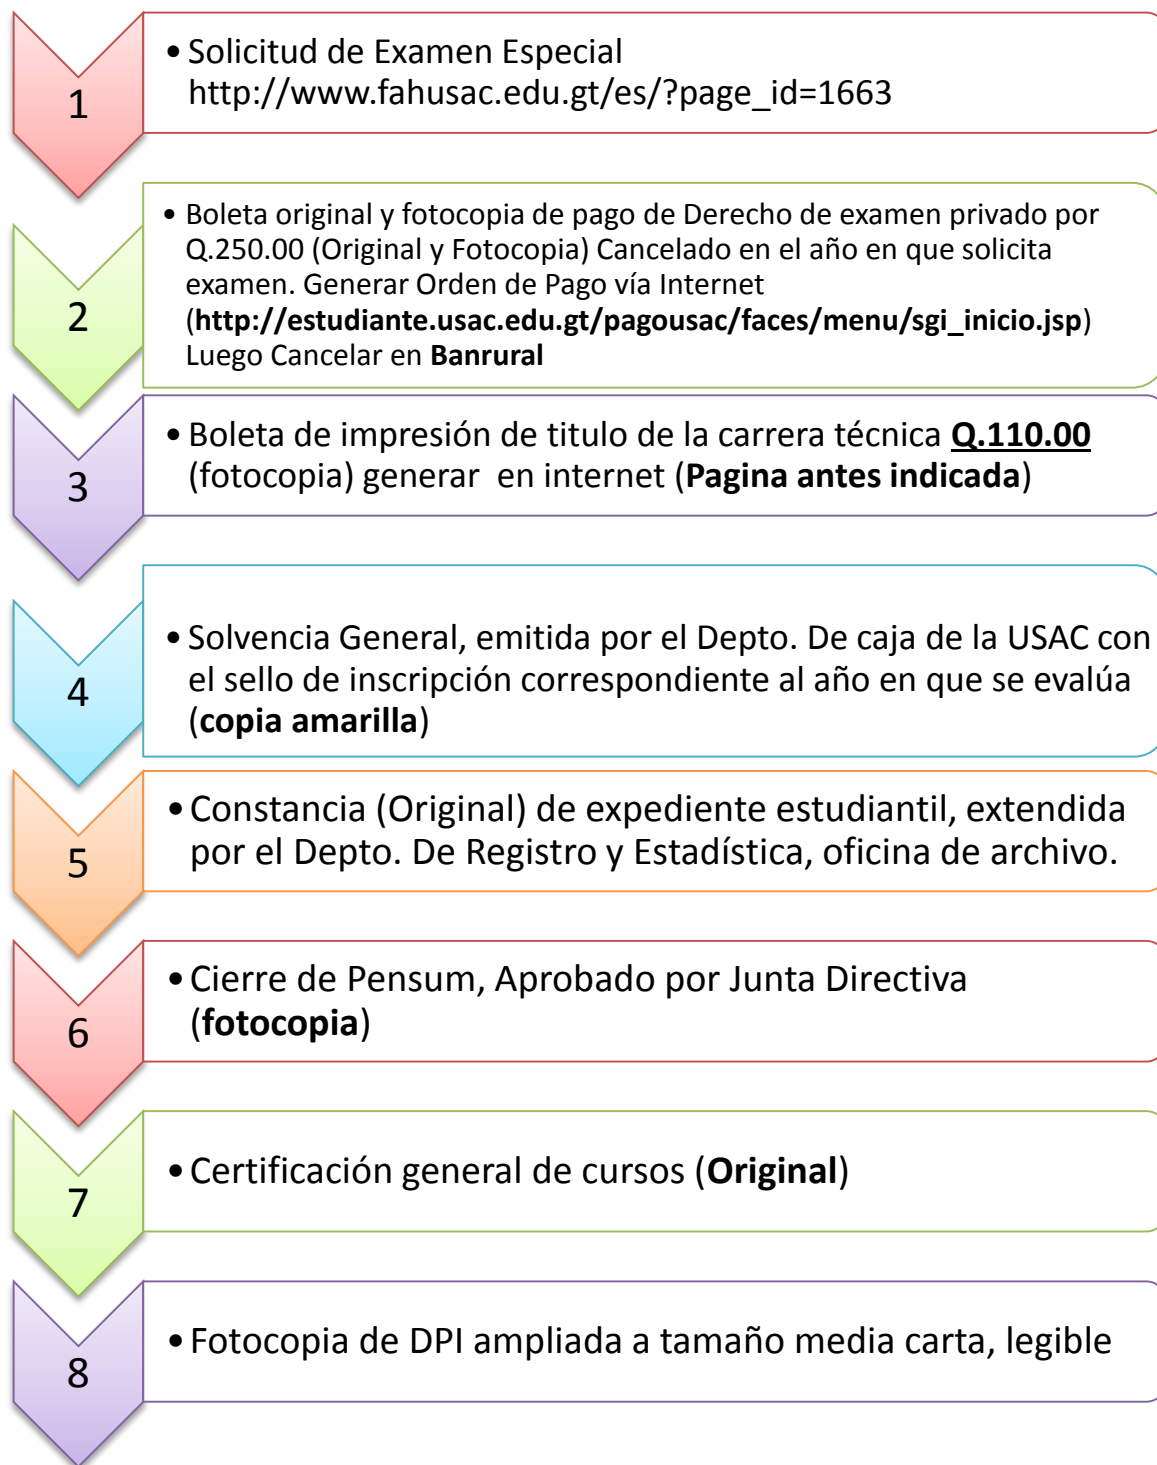 1
• Solicitud de Examen Especial
http://www.fahusac.edu.gt/es/?page_id=1663
2
• Boleta original y fotocopia de pago de Derecho de examen privado por
Q.250.00 (Original y Fotocopia) Cancelado en el año en que solicita
examen. Generar Orden de Pago vía Internet
(http://estudiante.usac.edu.gt/pagousac/faces/menu/sgi_inicio.jsp)
Luego Cancelar en Banrural
3
• Boleta de impresión de titulo de la carrera técnica Q.110.00
(fotocopia) generar en internet (Pagina antes indicada)
4
• Solvencia General, emitida por el Depto. De caja de la USAC con
el sello de inscripción correspondiente al año en que se evalúa
(copia amarilla)
5
• Constancia (Original) de expediente estudiantil, extendida
por el Depto. De Registro y Estadística, oficina de archivo.
6
• Cierre de Pensum, Aprobado por Junta Directiva
(fotocopia)
7
• Certificación general de cursos (Original)
8
• Fotocopia de DPI ampliada a tamaño media carta, legible